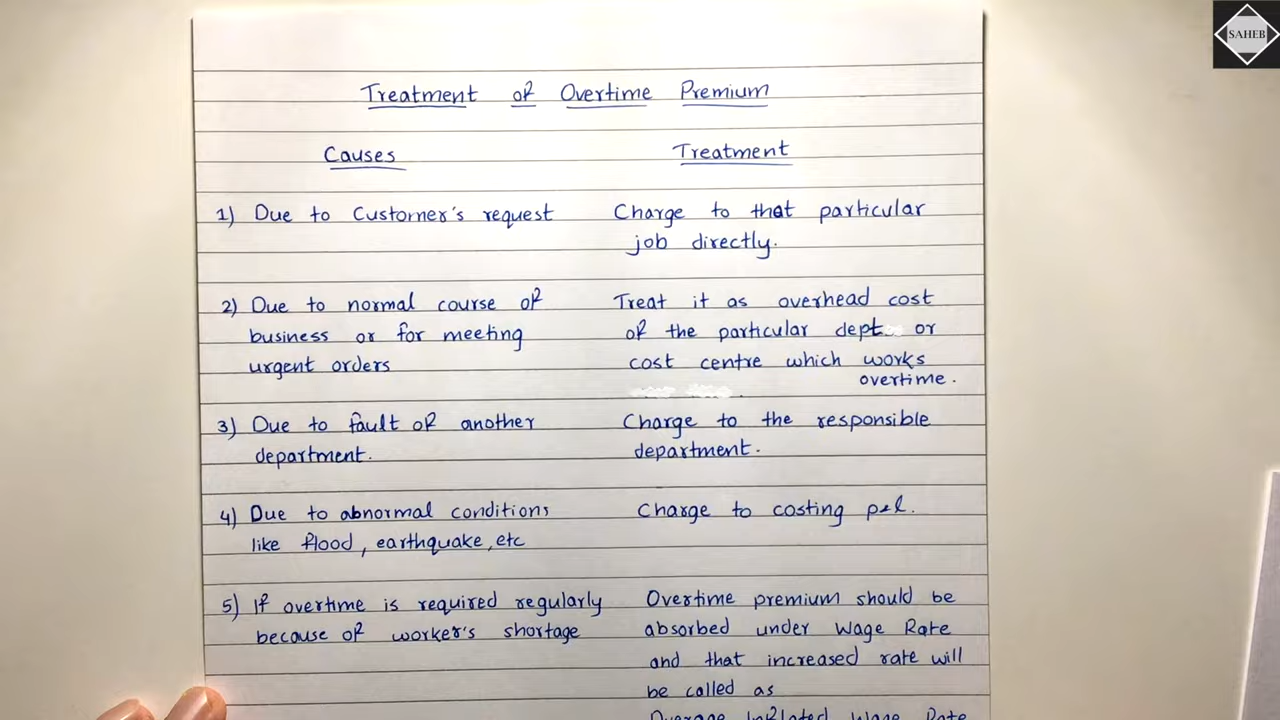 SAHEB
Treatment of Overtime Premium
Causes Treatment
1) Due to Customer's request Charge to that particular
job directly.
2) Due to normal course of Treat it as overhead cost
business or for meeting of the particular dept or
urgent orders cost centre which works
overtime.
3) Due to fault of another Charge to the responsible
department. department.
4) Due to abnormal conditions Charge to costing p&l.
like flood, earthquake, etc
5) If overtime is required regularly Overtime premium should be
because of worker's shortage absorbed under Wage Rate
and that increased rate will
be called as
Average Inflated Wage Rate